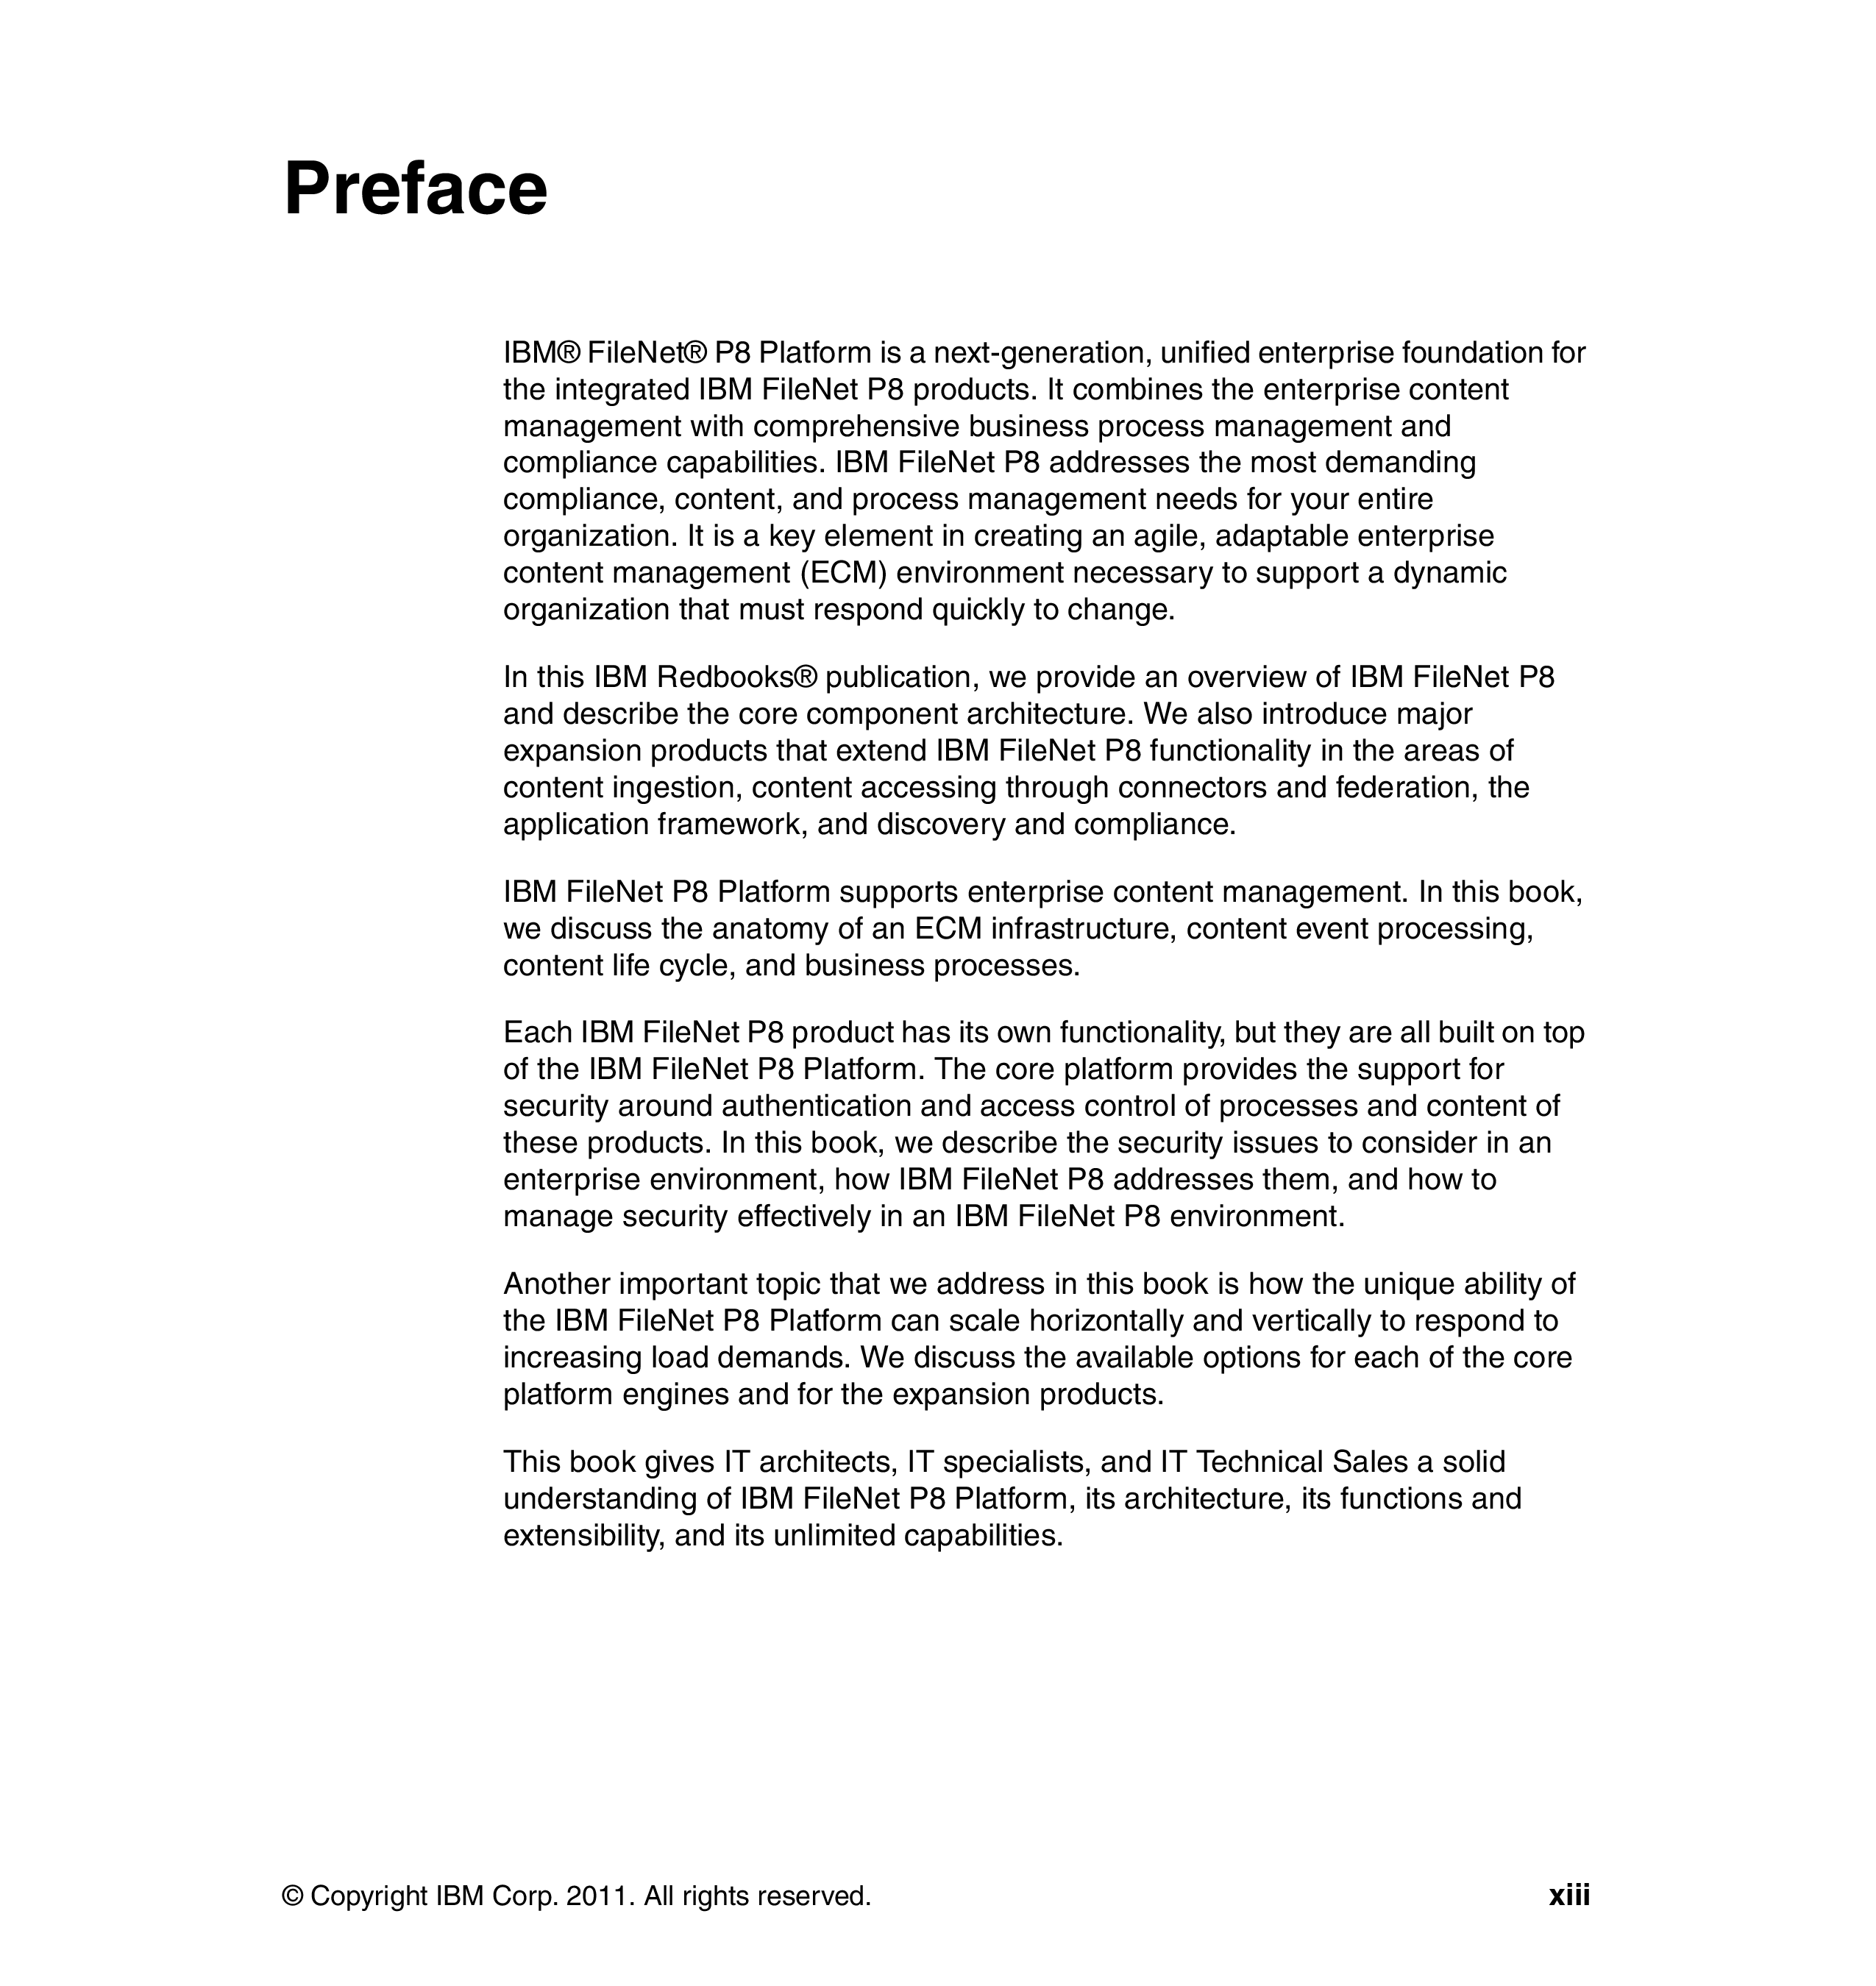 Preface
IBM® FileNet® P8 Platform is a next-generation, unified enterprise foundation for
the integrated IBM FileNet P8 products. It combines the enterprise content
management with comprehensive business process management and
compliance capabilities. IBM FileNet P8 addresses the most demanding
compliance, content, and process management needs for your entire
organization. It is a key element in creating an agile, adaptable enterprise
content management (ECM) environment necessary to support a dynamic
organization that must respond quickly to change.
In this IBM Redbooks® publication, we provide an overview of IBM FileNet P8
and describe the core component architecture. We also introduce major
expansion products that extend IBM FileNet P8 functionality in the areas of
content ingestion, content accessing through connectors and federation, the
application framework, and discovery and compliance.
IBM FileNet P8 Platform supports enterprise content management. In this book,
we discuss the anatomy of an ECM infrastructure, content event processing,
content life cycle, and business processes.
Each IBM FileNet P8 product has its own functionality, but they are all built on top
of the IBM FileNet P8 Platform. The core platform provides the support for
security around authentication and access control of processes and content of
these products. In this book, we describe the security issues to consider in an
enterprise environment, how IBM FileNet P8 addresses them, and how to
manage security effectively in an IBM FileNet P8 environment.
Another important topic that we address in this book is how the unique ability of
the IBM FileNet P8 Platform can scale horizontally and vertically to respond to
increasing load demands. We discuss the available options for each of the core
platform engines and for the expansion products.
This book gives IT architects, IT specialists, and IT Technical Sales a solid
understanding of IBM FileNet P8 Platform, its architecture, its functions and
extensibility, and its unlimited capabilities.
© Copyright IBM Corp. 2011. All rights reserved. xiii